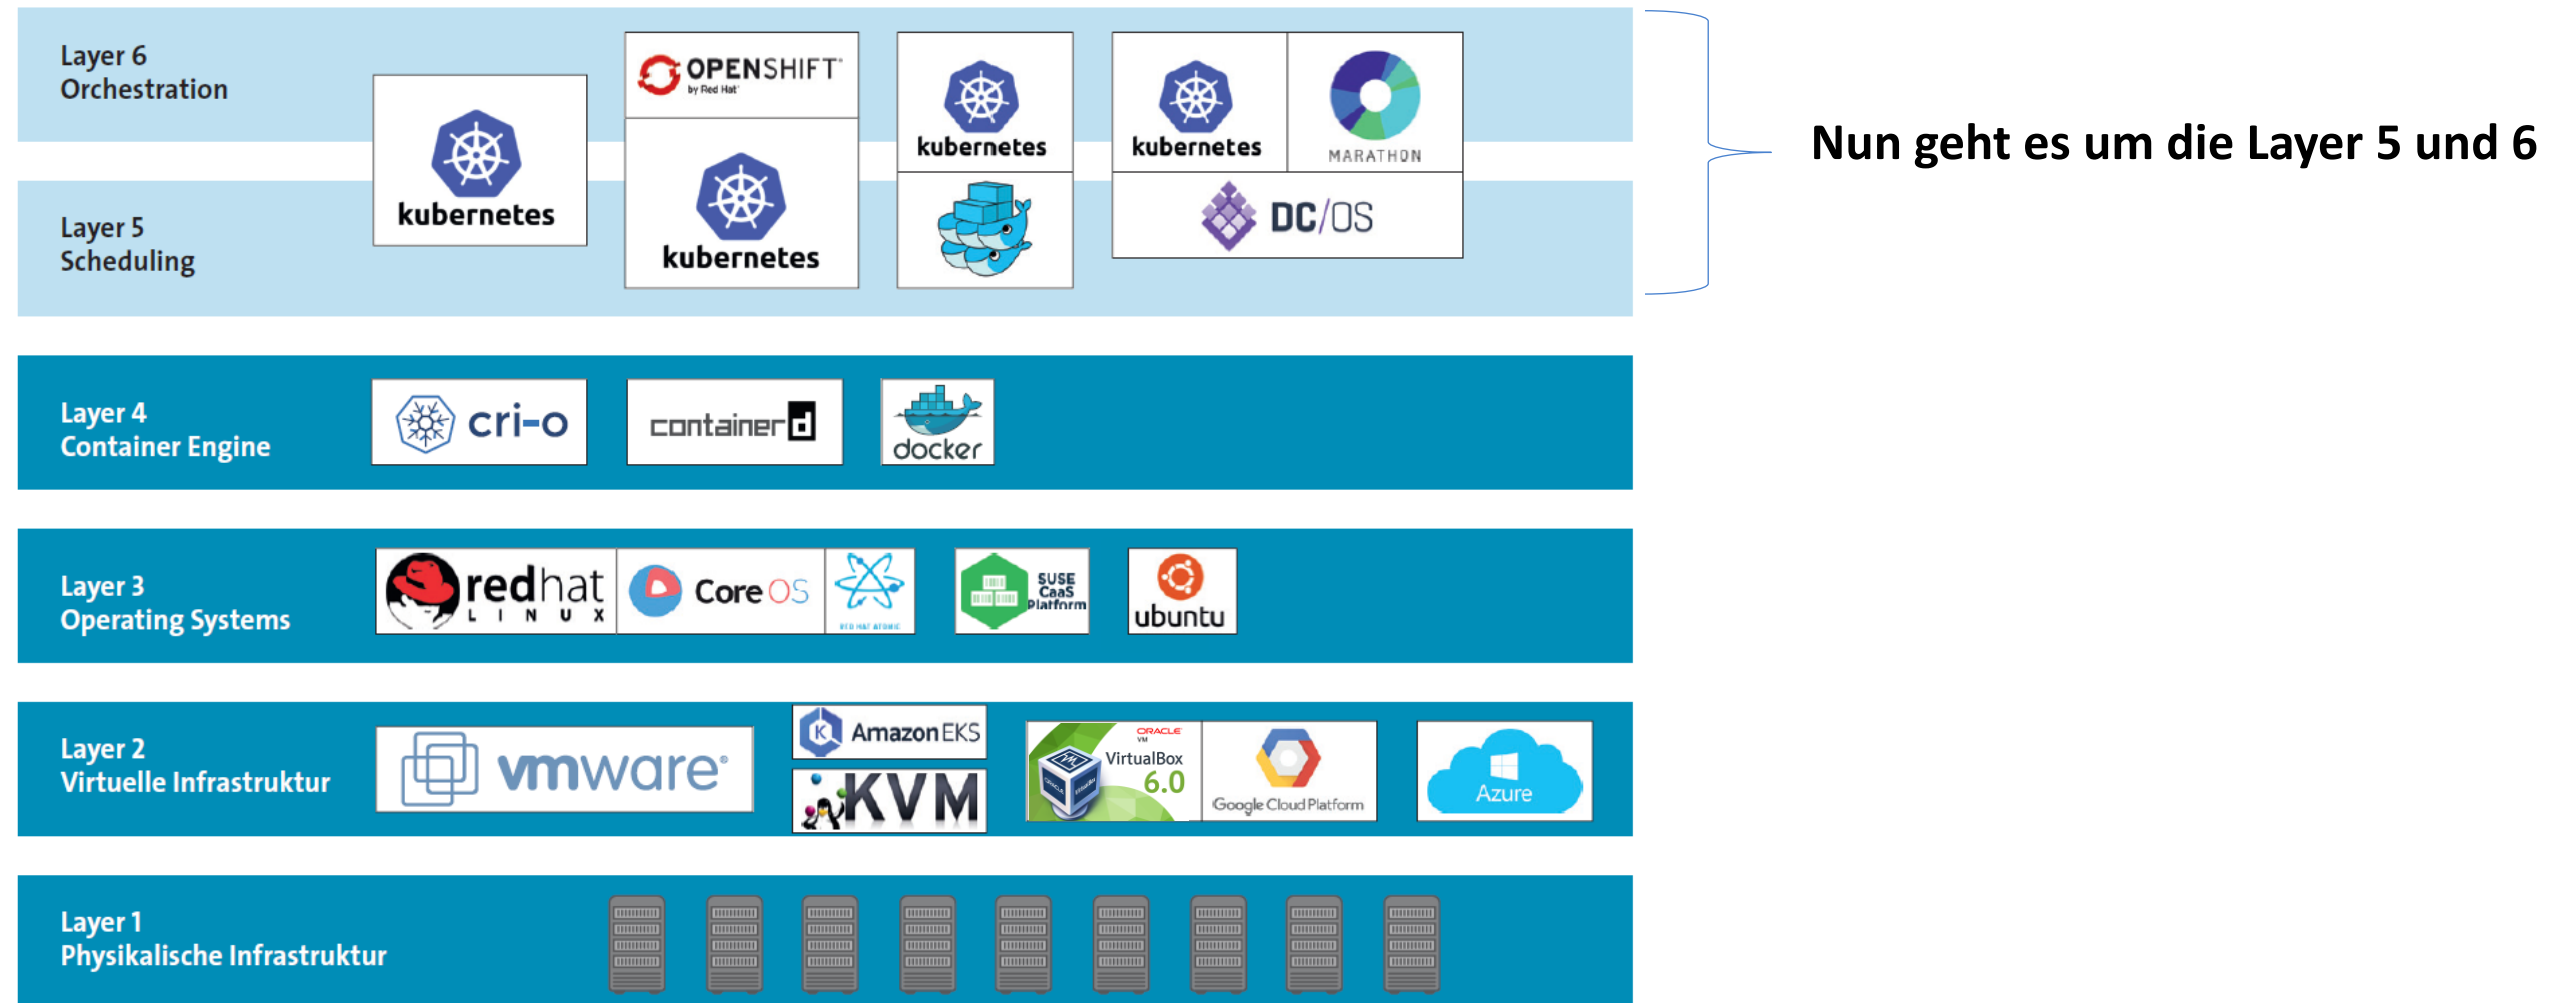 Layer 6
Orchestration
OPENSHIFT
by Red Hat
kubernetes
kubernetes
kubernetes
kubernetes
MARATHON
Nun geht es um die Layer 5 und 6
Layer 5
Scheduling
DC/OS
Layer 4
Container Engine
cri-o
containerd
docker
Layer 3
Operating Systems
redhat
LINUX
CoreOS
RED HAT ATOMIC
SUSE
CaaS
Platform
ubuntu
Layer 2
Virtuelle Infrastruktur
vmware®
Amazon EKS
KVM
ORACLE
VM
VirtualBox
6.0
Google Cloud Platform
Azure
Layer 1
Physikalische Infrastruktur